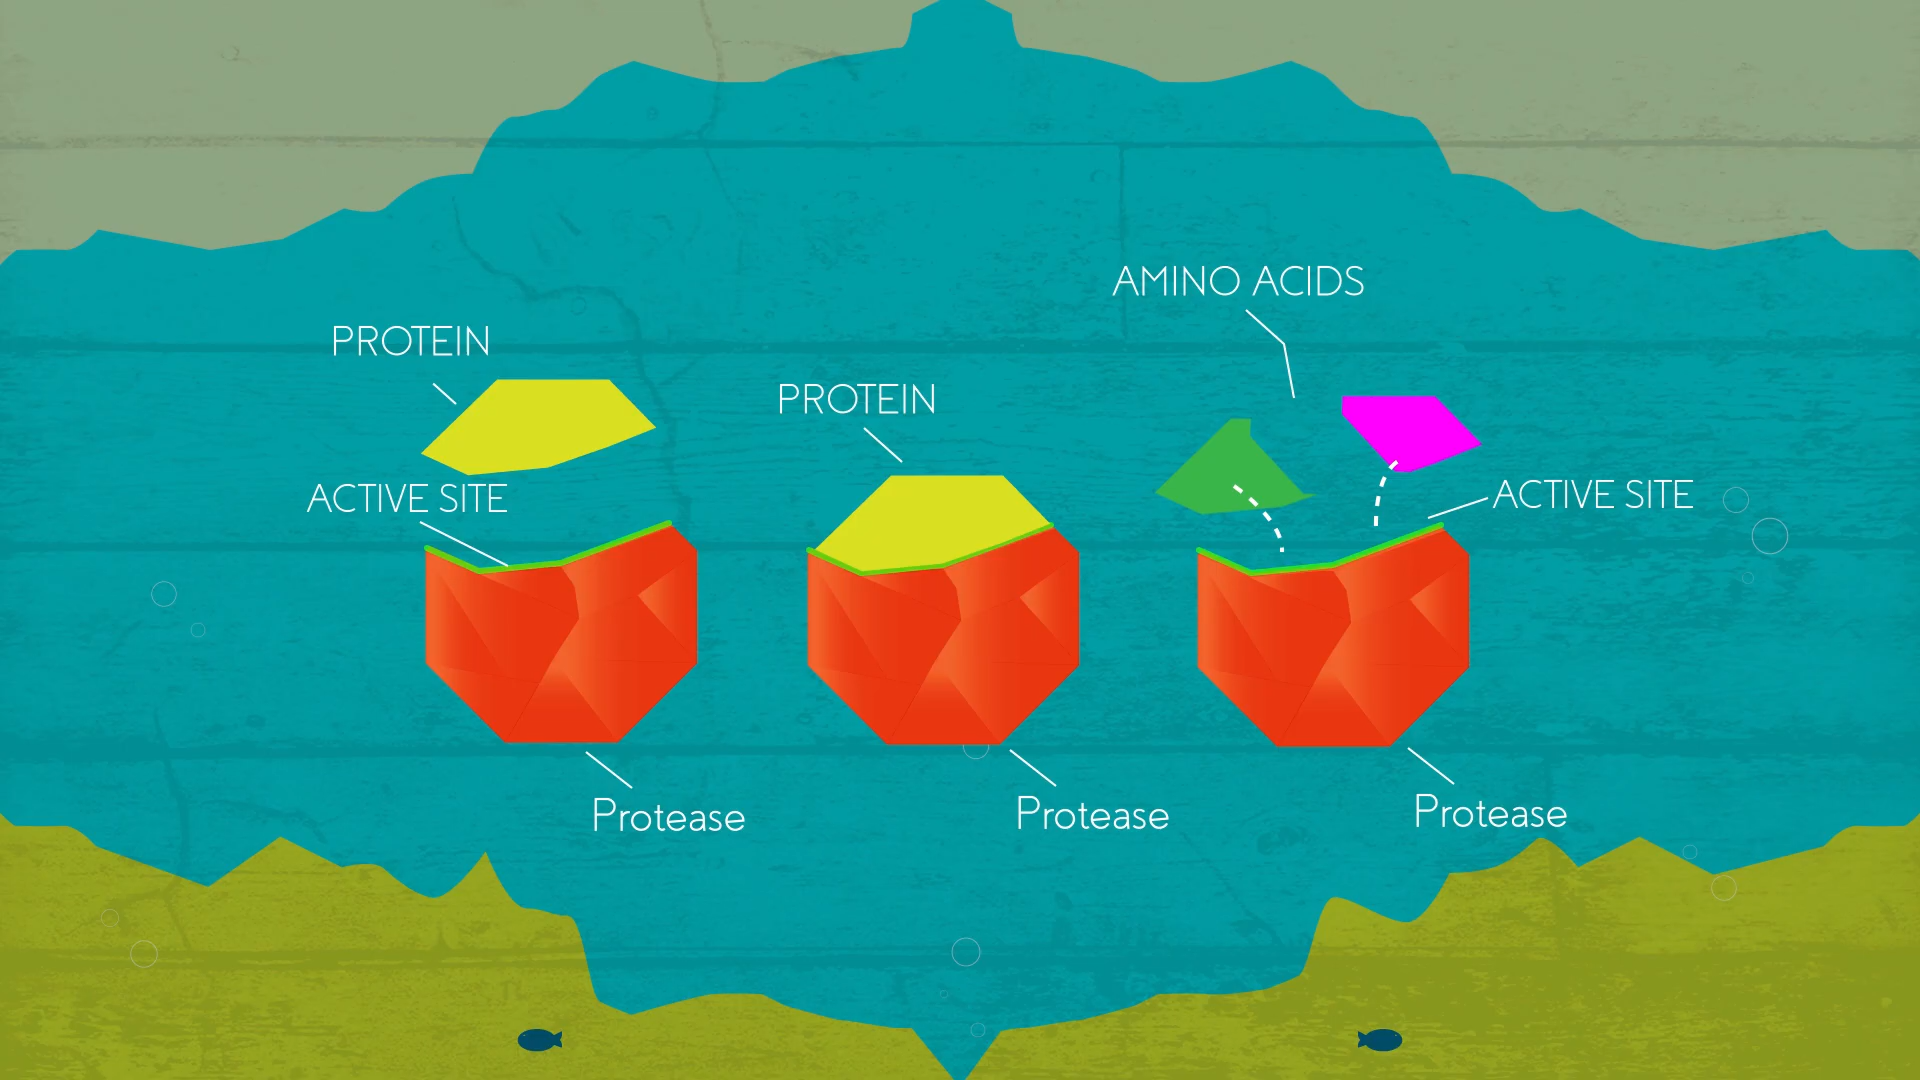 PROTEIN
ACTIVE SITE
Protease
PROTEIN
Protease
AMINO ACIDS
ACTIVE SITE
Protease